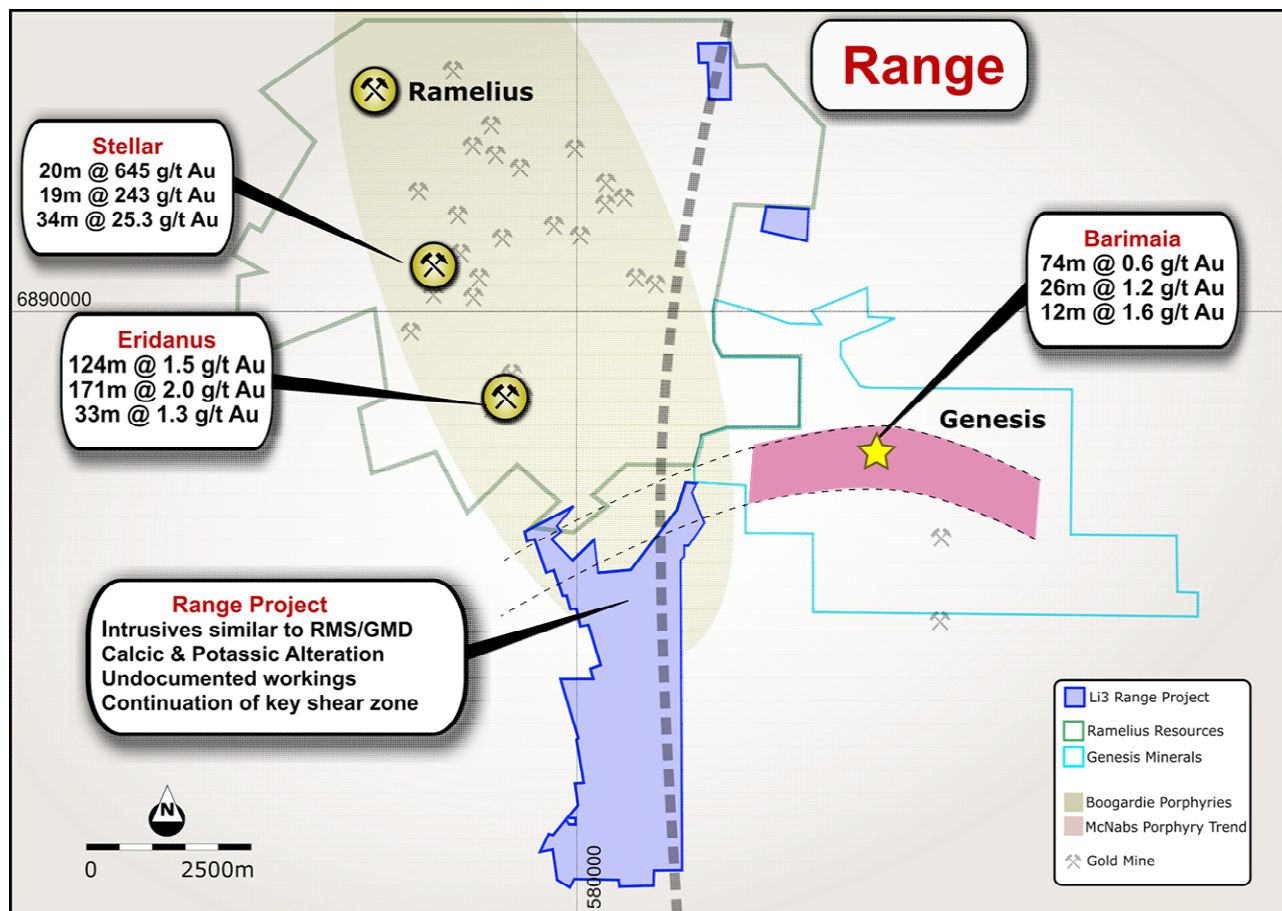 Range
Ramelius
Stellar
20m @ 645 g/t Au
19m @ 243 g/t Au
34m @ 25.3 g/t Au
Barimaia
74m @ 0.6 g/t Au
26m @ 1.2 g/t Au
12m @ 1.6 g/t Au
6890000
Eridanus
124m @ 1.5 g/t Au
171m @ 2.0 g/t Au
33m @ 1.3 g/t Au
Genesis
Range Project
Intrusives similar to RMS/GMD
Calcic & Potassic Alteration
Undocumented workings
Continuation of key shear zone
Li3 Range Project
Ramelius Resources
Genesis Minerals
Boogardie Porphyries
McNabs Porphyry Trend
Gold Mine
N
0 2500m
580000